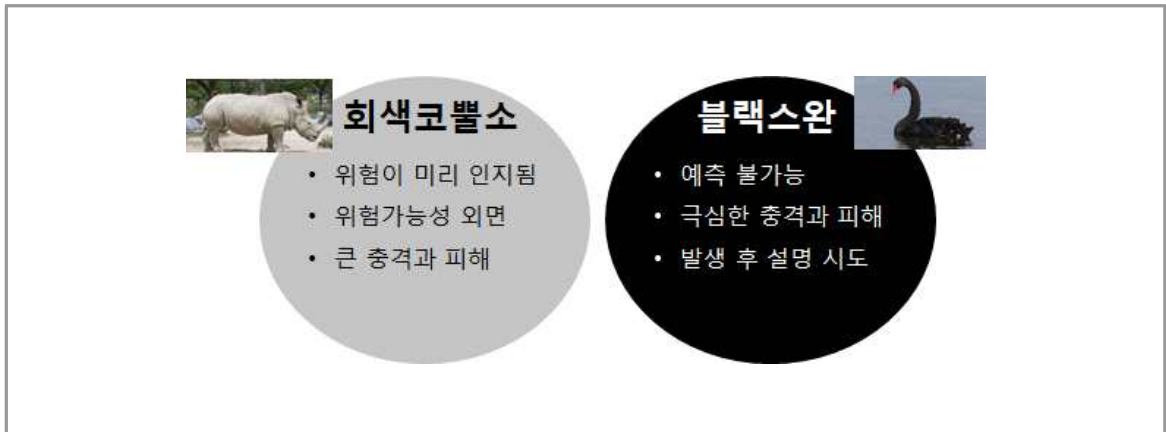 회색코뿔소
• 위험이 미리 인지됨
• 위험가능성 외면
• 큰 충격과 피해
블랙스완
• 예측 불가능
• 극심한 충격과 피해
• 발생 후 설명 시도